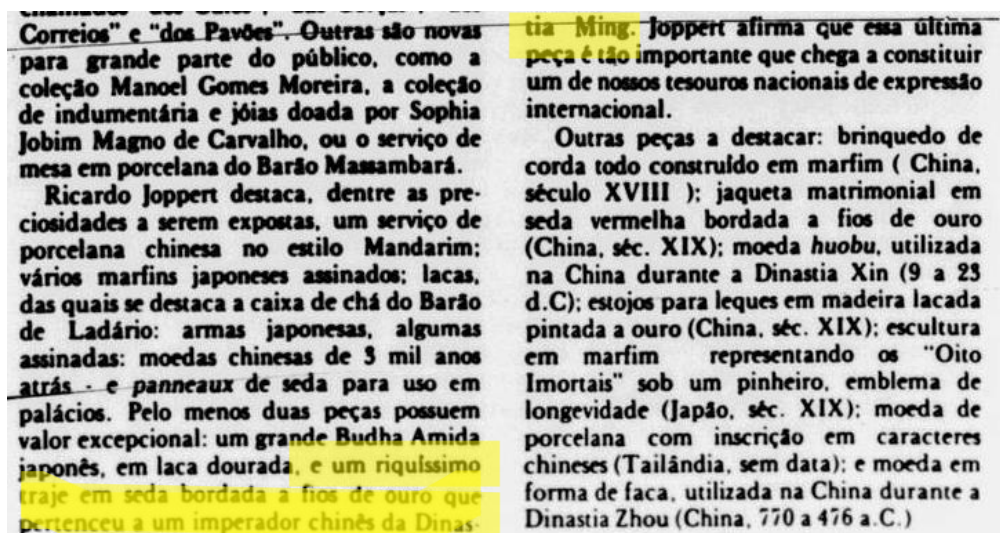 Correios" e "dos Pavões". Outras são novas
para grande parte do público, como a
coleção Manoel Gomes Moreira, a coleção
de indumentária e jóias doada por Sophia
Jobim Magno de Carvalho, ou o serviço de
mesa em porcelana do Barão Massambará.
Ricardo Joppert destaca, dentre as pre-
ciosidades a serem expostas, um serviço de
porcelana chinesa no estilo Mandarim;
vários marfins japoneses assinados; lacas,
das quais se destaca a caixa de chá do Barão
de Ladário; armas japonesas, algumas
assinadas; moedas chinesas de 3 mil anos
atrás - e panneaux de seda para uso em
palácios. Pelo menos duas peças possuem
valor excepcional: um grande Budha Amida
japonês, em laca dourada, e um riquíssimo
traje em seda bordada a fios de ouro que
pertenceu a um imperador chinês da Dinas-
tia Ming. Joppert afirma que essa última
peça é tão importante que chega a constituir
um de nossos tesouros nacionais de expressão
internacional.
Outras peças a destacar: brinquedo de
corda todo construído em marfim ( China,
século XVIII ); jaqueta matrimonial em
seda vermelha bordada a fios de ouro
(China, séc. XIX); moeda huobu, utilizada
na China durante a Dinastia Xin (9 a 23
d.C); estojos para leques em madeira lacada
pintada a ouro (China, séc. XIX); escultura
em marfim representando os "Oito
Imortais" sob um pinheiro, emblema de
longevidade (Japão, séc. XIX); moeda de
porcelana com inscrição em caracteres
chineses (Tailândia, sem data); e moeda em
forma de faca, utilizada na China durante a
Dinastia Zhou (China, 770 a 476 a.C.)